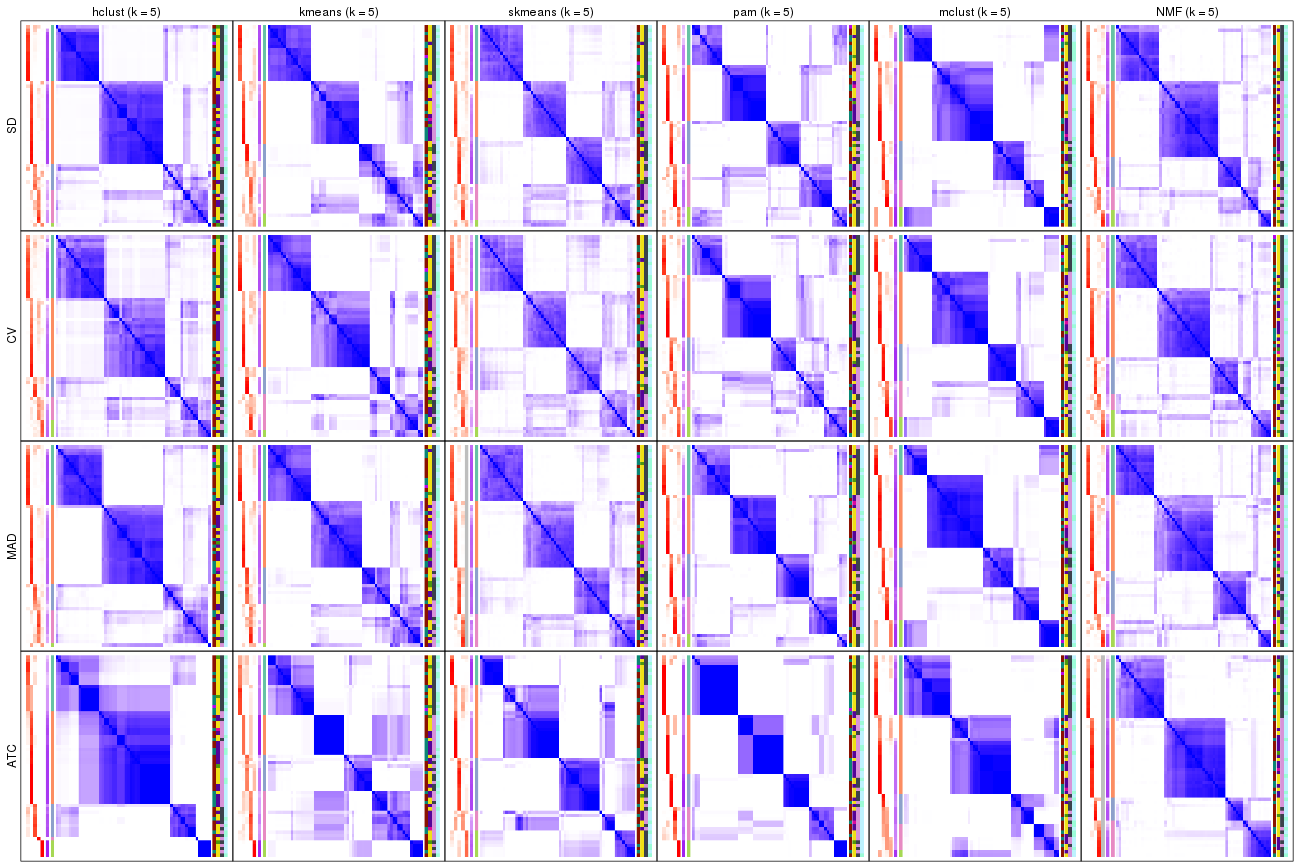 hclust (k = 5) kmeans (k = 5) skmeans (k = 5) pam (k = 5) mclust (k = 5) NMF (k = 5)
SD
CV
MAD
ATC